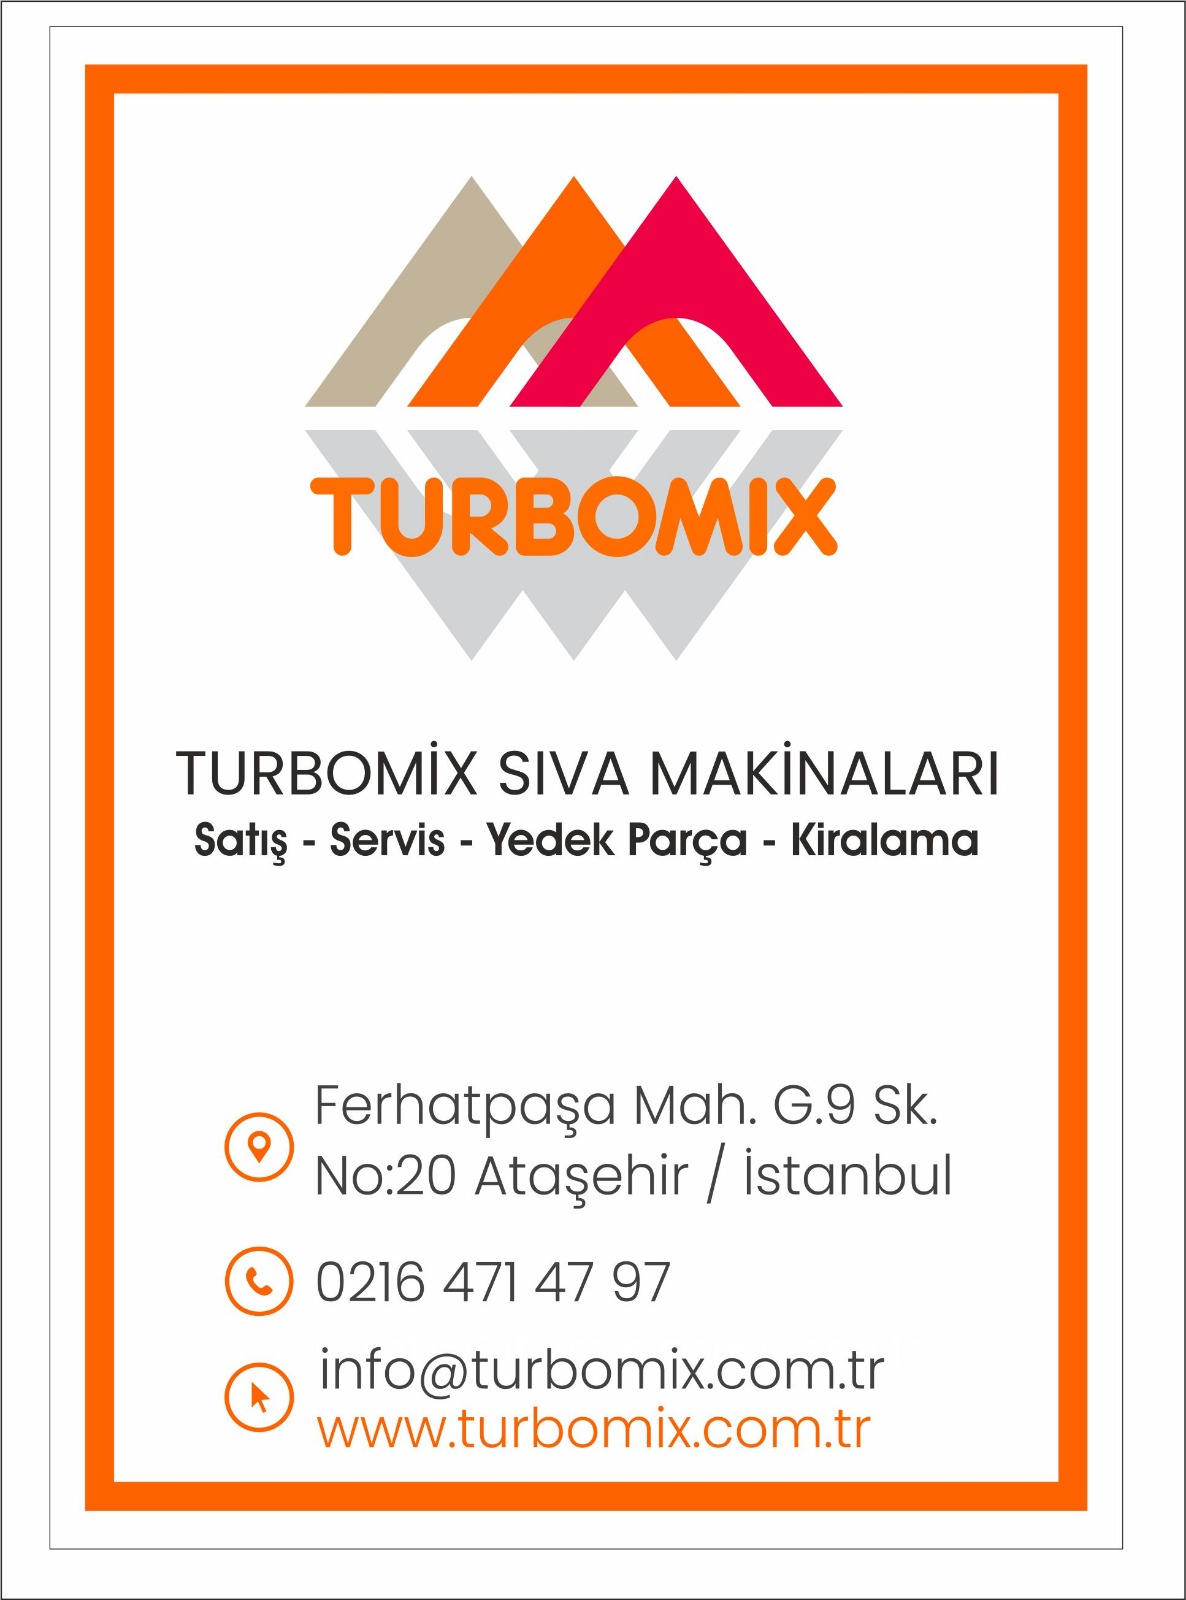 TURBOMIX
TURBOMİX SIVA MAKİNALARI
Satış - Servis - Yedek Parça - Kiralama
Ferhatpaşa Mah. G.9 Sk.
No:20 Ataşehir / İstanbul
0216 471 47 97
info@turbomix.com.tr
www.turbomix.com.tr